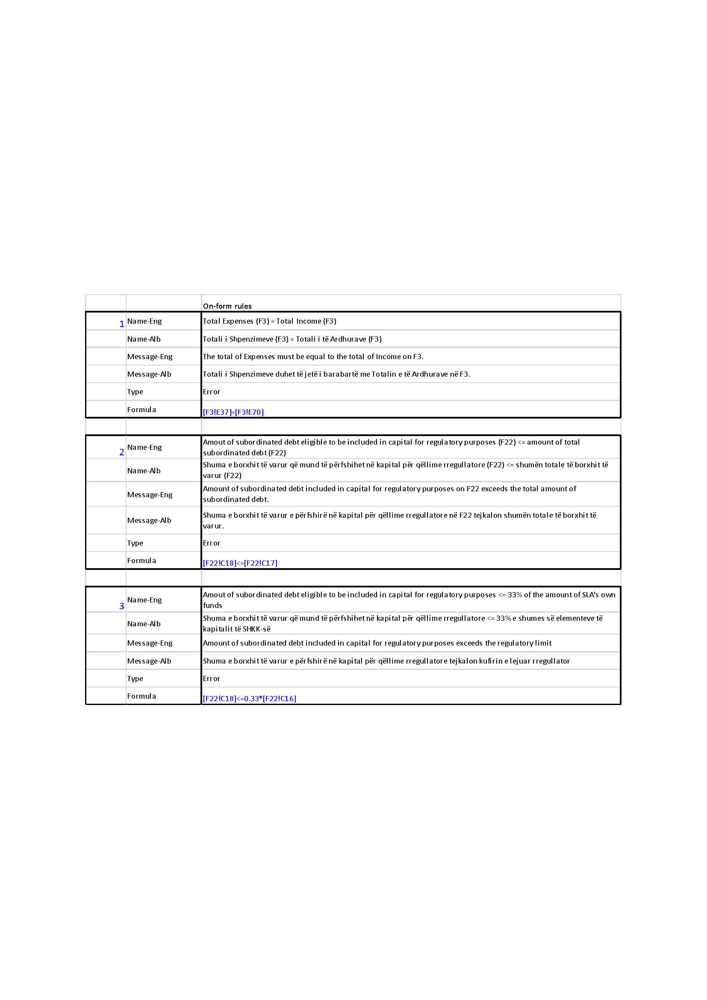 On-form rules
1 Name-Eng Total Expenses (F3) = Total Income (F3)
Name-Alb Totali i Shpenzimeve (F3) = Totali i të Ardhurave (F3)
Message-Eng The total of Expenses must be equal to the total of Income on F3.
Message-Alb Totali i Shpenzimeve duhet të jetë i barabartë me Totalin e të Ardhurave në F3.
Type Error
Formula [F3!E37]=[F3!E70]
2 Name-Eng Amout of subordinated debt eligible to be included in capital for regulatory purposes (F22) <= amount of total
subordinated debt (F22)
Name-Alb Shuma e borxhit të varur që mund të përfshihet në kapital për qëllime rregullatore (F22) <= shumën totale të borxhit të
varur (F22)
Message-Eng Amount of subordinated debt included in capital for regulatory purposes on F22 exceeds the total amount of
subordinated debt.
Message-Alb Shuma e borxhit të varur e përfshirë në kapital për qëllime rregullatore në F22 tejkalon shumën totale të borxhit të
varur.
Type Error
Formula [F22!C18]<=[F22!C17]
3 Name-Eng Amout of subordinated debt eligible to be included in capital for regulatory purposes <= 33% of the amount of SLA's own
funds
Name-Alb Shuma e borxhit të varur që mund të përfshihet në kapital për qëllime rregullatore <= 33% e shumes së elementeve të
kapitalit të SHKK-së
Message-Eng Amount of subordinated debt included in capital for regulatory purposes exceeds the regulatory limit
Message-Alb Shuma e borxhit të varur e përfshirë në kapital për qëllime rregullatore tejkalon kufirin e lejuar rregullator
Type Error
Formula [F22!C18]<=0.33*[F22!C16]